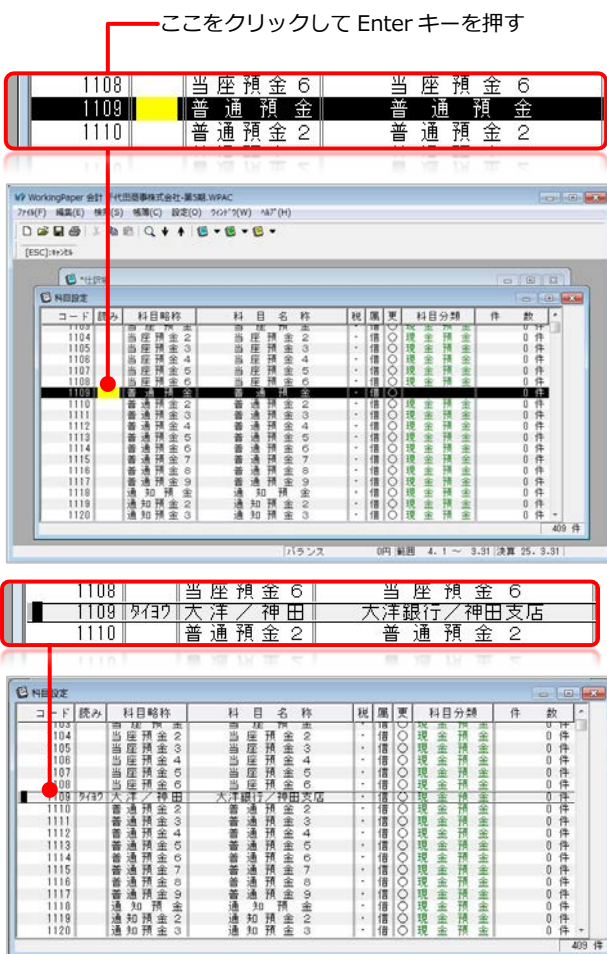 ここをクリックして Enter キーを押す
1108 当座預金6 当座預金6
1109 普通預金 普通預金
1110 普通預金2 普通預金2
WorkingPaper 会計 千代田商事株式会社-第5期.WPAC
ﾌｧｲﾙ(F) 編集(E) 検索(S) 帳簿(C) 設定(O) ｳｨﾝﾄﾞｳ(W) ﾍﾙﾌﾟ(H)
[ESC]:ｷｬﾝｾﾙ
科目設定
コード 読み 科目略称 科目名称 税 属 更 科目分類 件数
1103 当座預金 当座預金 ・ 借 ○ 現金預金 0件
1104 当座預金2 当座預金2 ・ 借 ○ 現金預金 0件
1105 当座預金3 当座預金3 ・ 借 ○ 現金預金 0件
1106 当座預金4 当座預金4 ・ 借 ○ 現金預金 0件
1107 当座預金5 当座預金5 ・ 借 ○ 現金預金 0件
1108 当座預金6 当座預金6 ・ 借 ○ 現金預金 0件
1109 普通預金 普通預金 ・ 借 ○ 現金預金 0件
1110 普通預金2 普通預金2 ・ 借 ○ 現金預金 0件
1111 普通預金3 普通預金3 ・ 借 ○ 現金預金 0件
1112 普通預金4 普通預金4 ・ 借 ○ 現金預金 0件
1113 普通預金5 普通預金5 ・ 借 ○ 現金預金 0件
1114 普通預金6 普通預金6 ・ 借 ○ 現金預金 0件
1115 普通預金7 普通預金7 ・ 借 ○ 現金預金 0件
1116 普通預金8 普通預金8 ・ 借 ○ 現金預金 0件
1117 普通預金9 普通預金9 ・ 借 ○ 現金預金 0件
1118 通知預金 通知預金 ・ 借 ○ 現金預金 0件
1119 通知預金2 通知預金2 ・ 借 ○ 現金預金 0件
1120 通知預金3 通知預金3 ・ 借 ○ 現金預金 0件
409 件
バランス 0円 範囲 4. 1 ～ 3.31 決算 25. 3.31
1108 当座預金6 当座預金6
1109 ﾀｲﾖｳ 大洋／神田 大洋銀行／神田支店
1110 普通預金2 普通預金2
科目設定
コード 読み 科目略称 科目名称 税 属 更 科目分類 件数
103 当座預金 当座預金 ・ 借 ○ 現金預金 0件
104 当座預金2 当座預金2 ・ 借 ○ 現金預金 0件
105 当座預金3 当座預金3 ・ 借 ○ 現金預金 0件
106 当座預金4 当座預金4 ・ 借 ○ 現金預金 0件
107 当座預金5 当座預金5 ・ 借 ○ 現金預金 0件
108 当座預金6 当座預金6 ・ 借 ○ 現金預金 0件
1109 ﾀｲﾖｳ 大洋／神田 大洋銀行／神田支店 ・ 借 ○ 現金預金 0件
1110 普通預金2 普通預金2 ・ 借 ○ 現金預金 0件
1111 普通預金3 普通預金3 ・ 借 ○ 現金預金 0件
1112 普通預金4 普通預金4 ・ 借 ○ 現金預金 0件
1113 普通預金5 普通預金5 ・ 借 ○ 現金預金 0件
1114 普通預金6 普通預金6 ・ 借 ○ 現金預金 0件
1115 普通預金7 普通預金7 ・ 借 ○ 現金預金 0件
1116 普通預金8 普通預金8 ・ 借 ○ 現金預金 0件
1117 普通預金9 普通預金9 ・ 借 ○ 現金預金 0件
1118 通知預金 通知預金 ・ 借 ○ 現金預金 0件
1119 通知預金2 通知預金2 ・ 借 ○ 現金預金 0件
1120 通知預金3 通知預金3 ・ 借 ○ 現金預金 0件
409 件